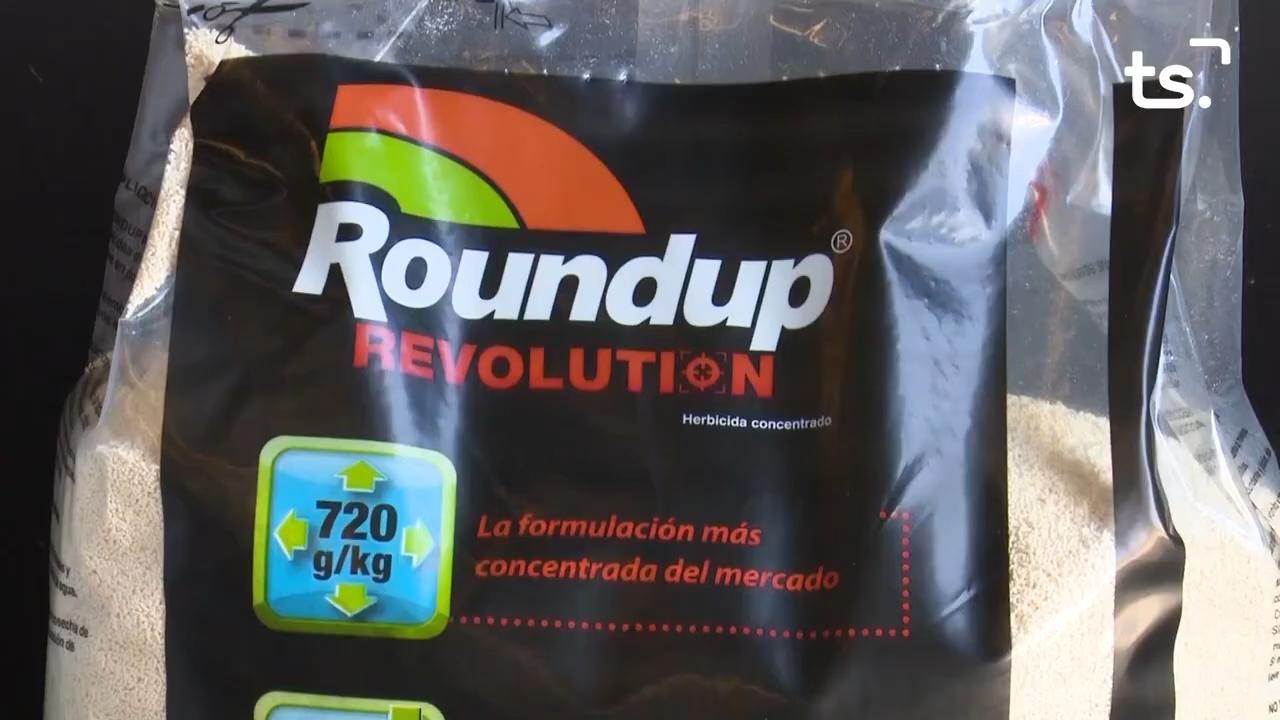 ts.
Roundup®
REVOLUTION
Herbicida concentrado
720
g/kg
La formulación más
concentrada del mercado